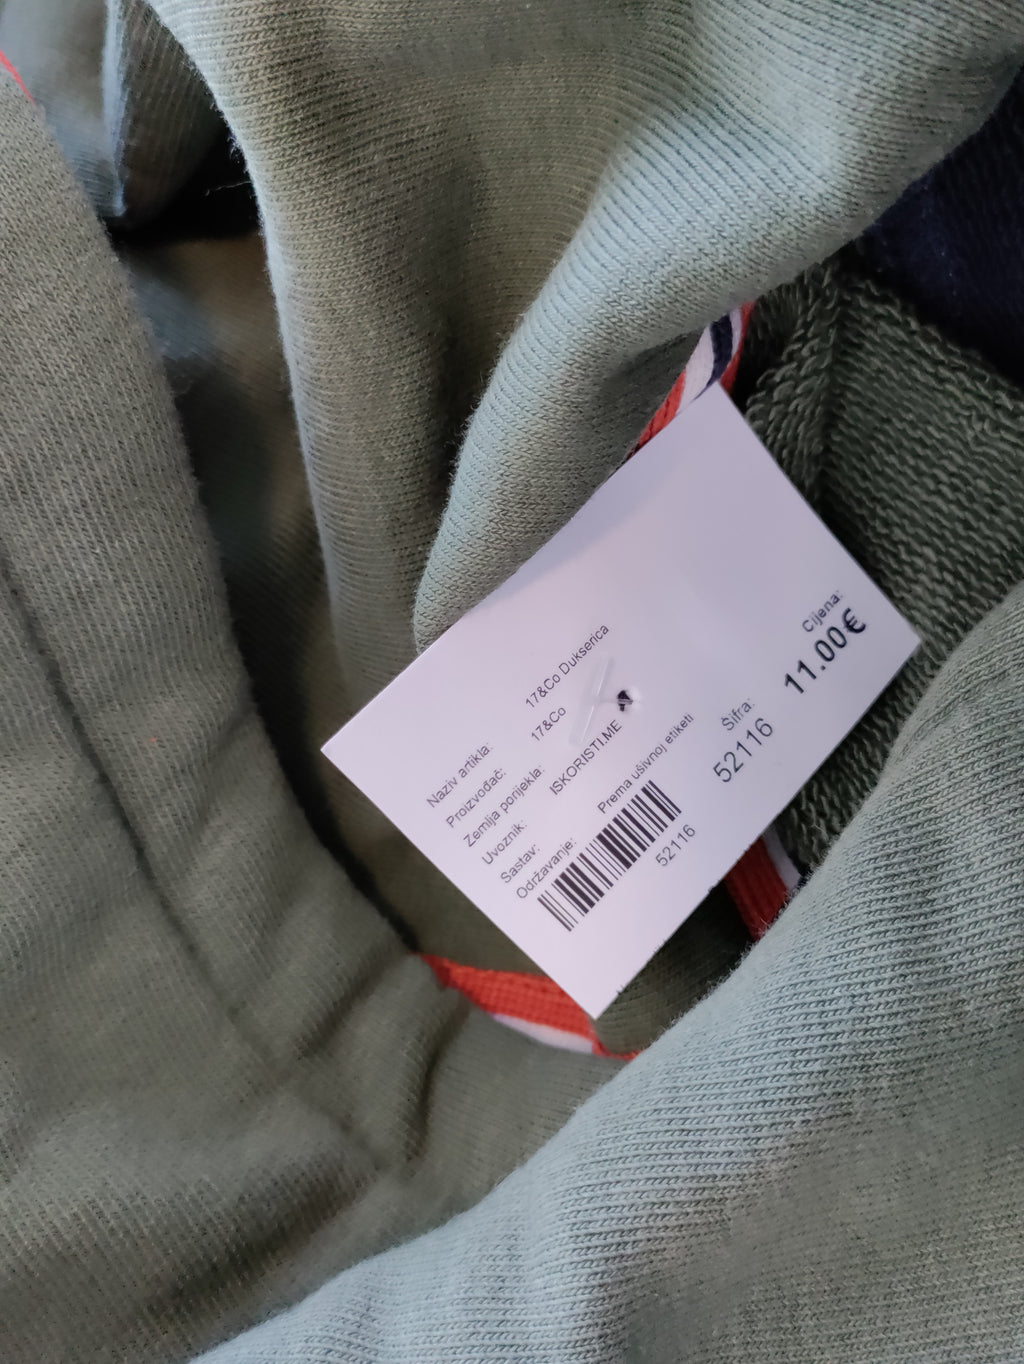 Naziv artikla: 17&Co Dukserica
Proizvođač: 17&Co
Zemlja porijekla:
Uvoznik: ISKORISTI.ME
Sastav:
Održavanje: Prema ušivnoj etiketi
52116
Šifra:
52116
Cijena:
11.00€